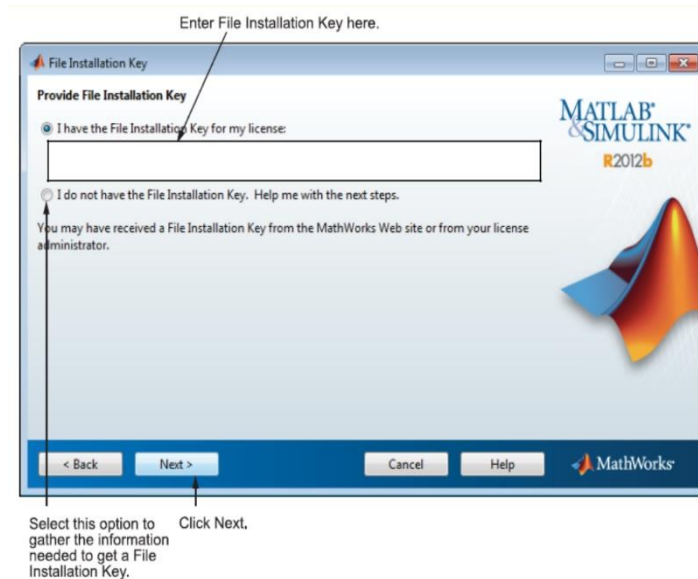 Enter File Installation Key here.
File Installation Key
Provide File Installation Key
I have the File Installation Key for my license:
I do not have the File Installation Key. Help me with the next steps.
You may have received a File Installation Key from the MathWorks Web site or from your license
administrator.
MATLAB®
&SIMULINK®
R2012b
< Back
Next >
Cancel
Help
MathWorks®
Select this option to
gather the information
needed to get a File
Installation Key.
Click Next.